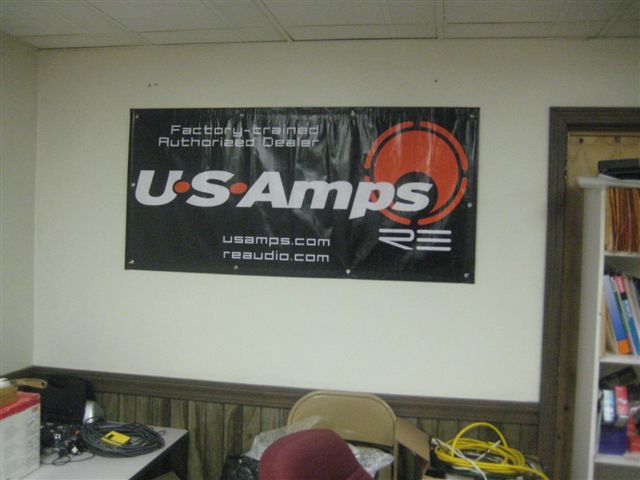 Factory-trained
Authorized Dealer
U•S•Amps
RE
usamps.com
reaudio.com